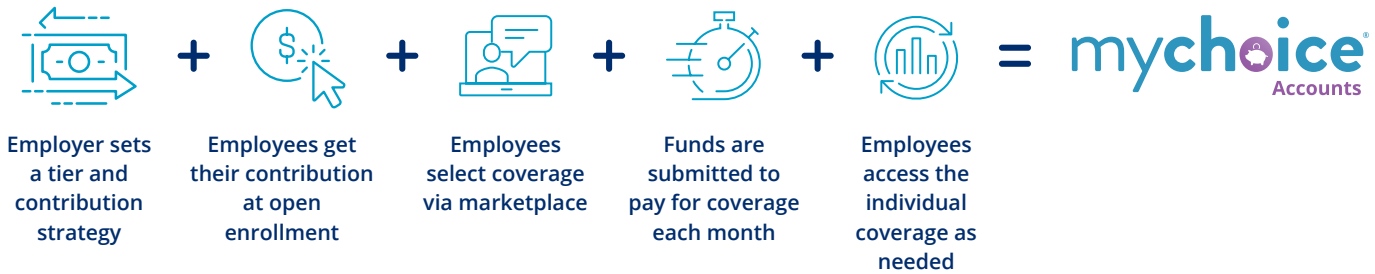 $
+ + + + = mychoice®
Accounts
Employer sets
a tier and
contribution
strategy
Employees get
their contribution
at open
enrollment
Employees
select coverage
via marketplace
Funds are
submitted to
pay for coverage
each month
Employees
access the
individual
coverage as
needed